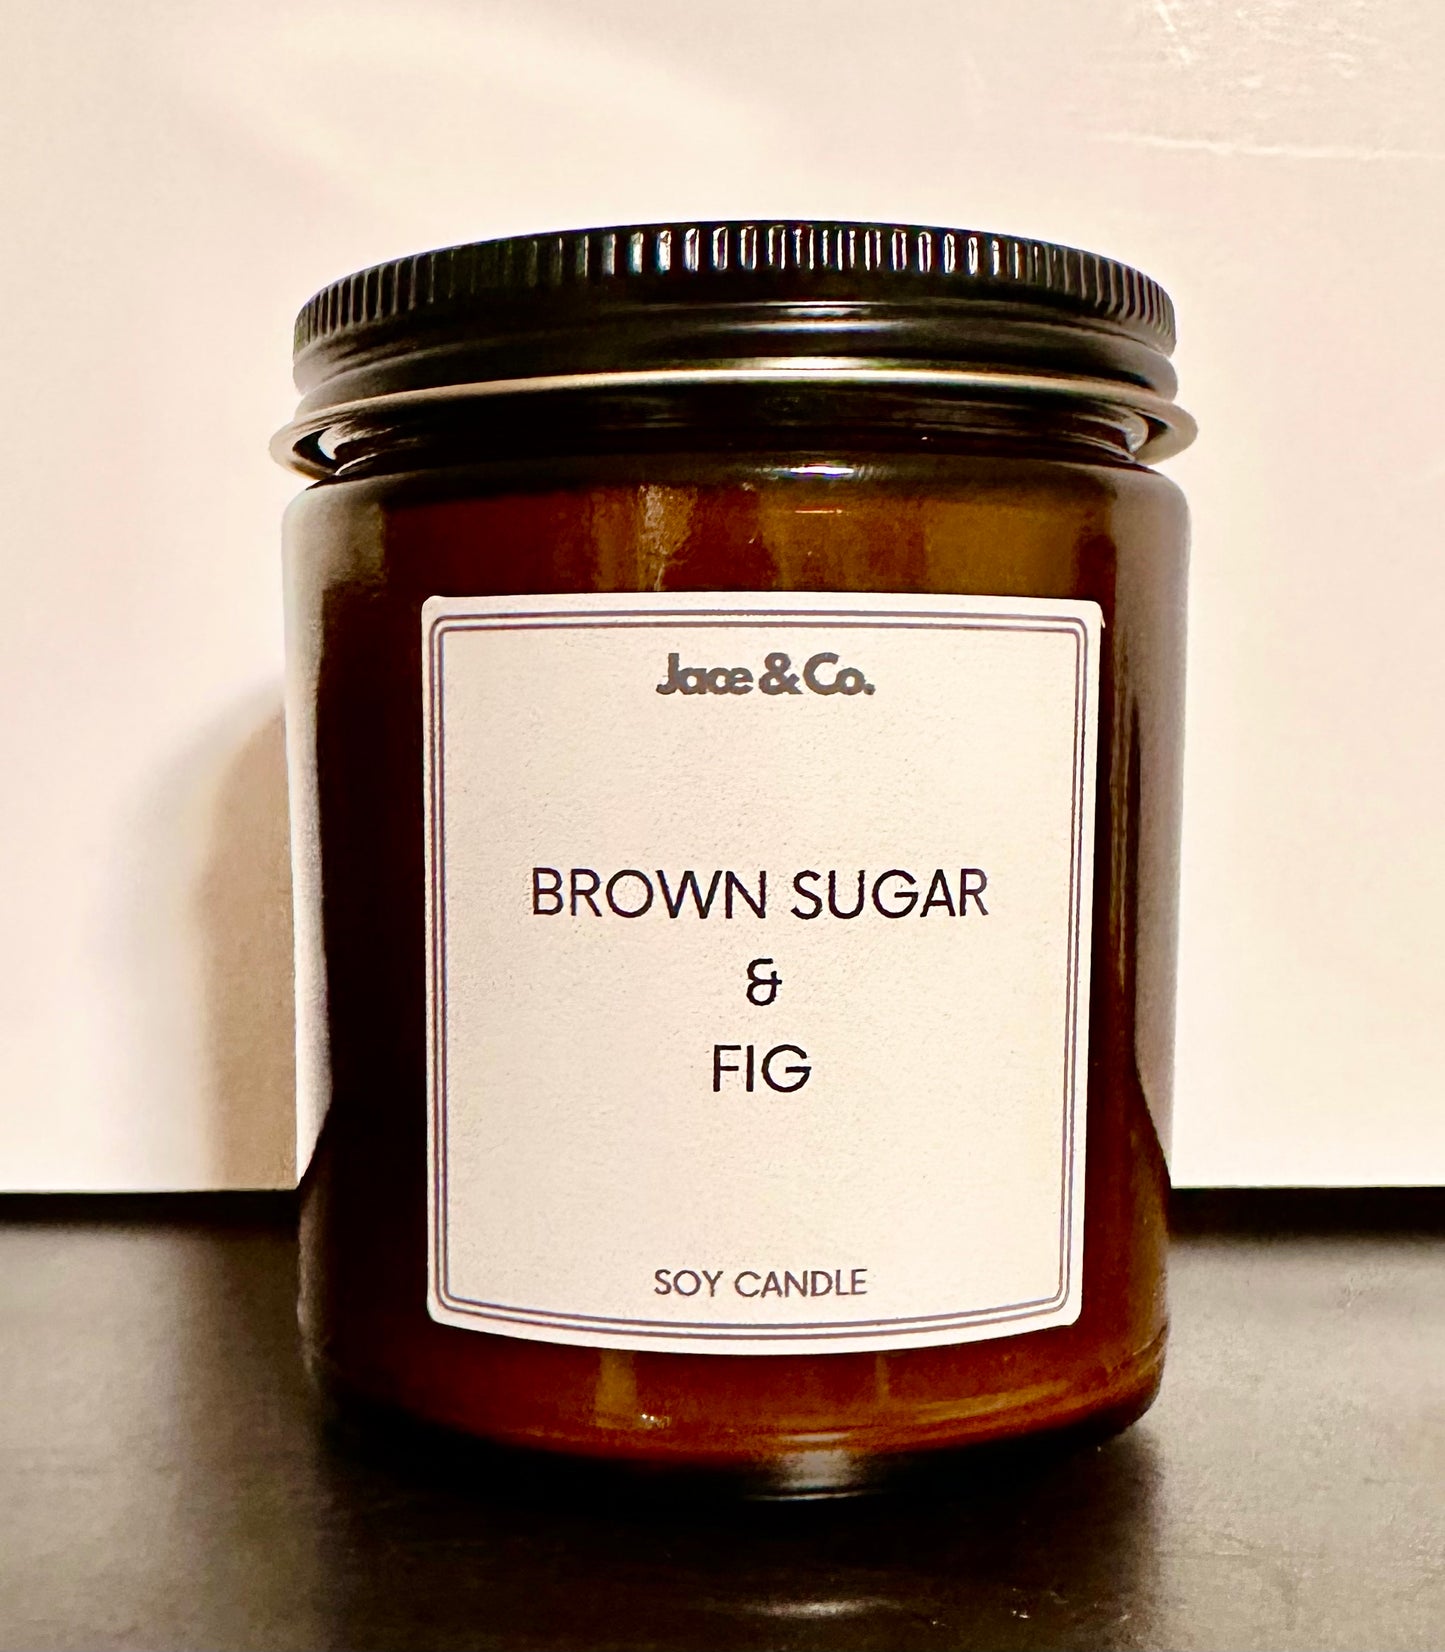 Jace & Co.
BROWN SUGAR
&
FIG
SOY CANDLE